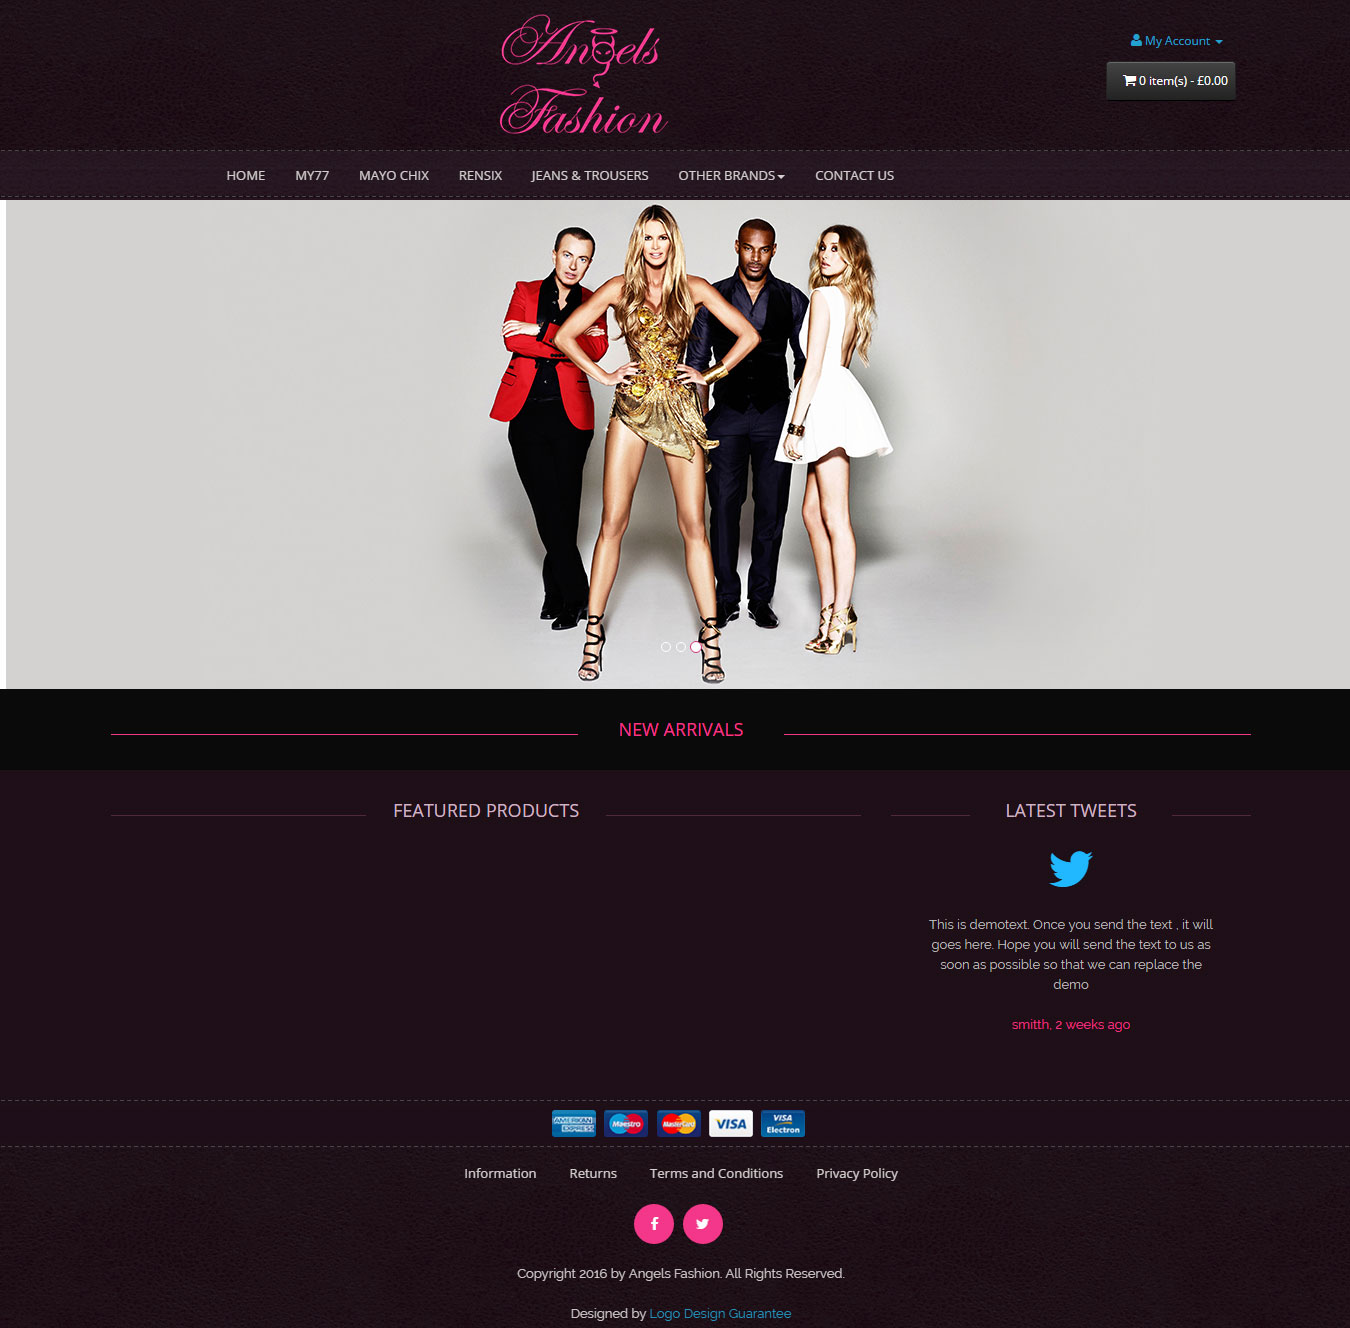 Angels
Fashion
My Account
0 item(s) - £0.00
HOME MY77 MAYO CHIX RENSIX JEANS & TROUSERS OTHER BRANDS CONTACT US
NEW ARRIVALS
FEATURED PRODUCTS
LATEST TWEETS
This is demotext. Once you send the text , it will
goes here. Hope you will send the text to us as
soon as possible so that we can replace the
demo
smitth, 2 weeks ago
AMERICAN EXPRESS Maestro MasterCard VISA VISA Electron
Information Returns Terms and Conditions Privacy Policy
Copyright 2016 by Angels Fashion. All Rights Reserved.
Designed by Logo Design Guarantee